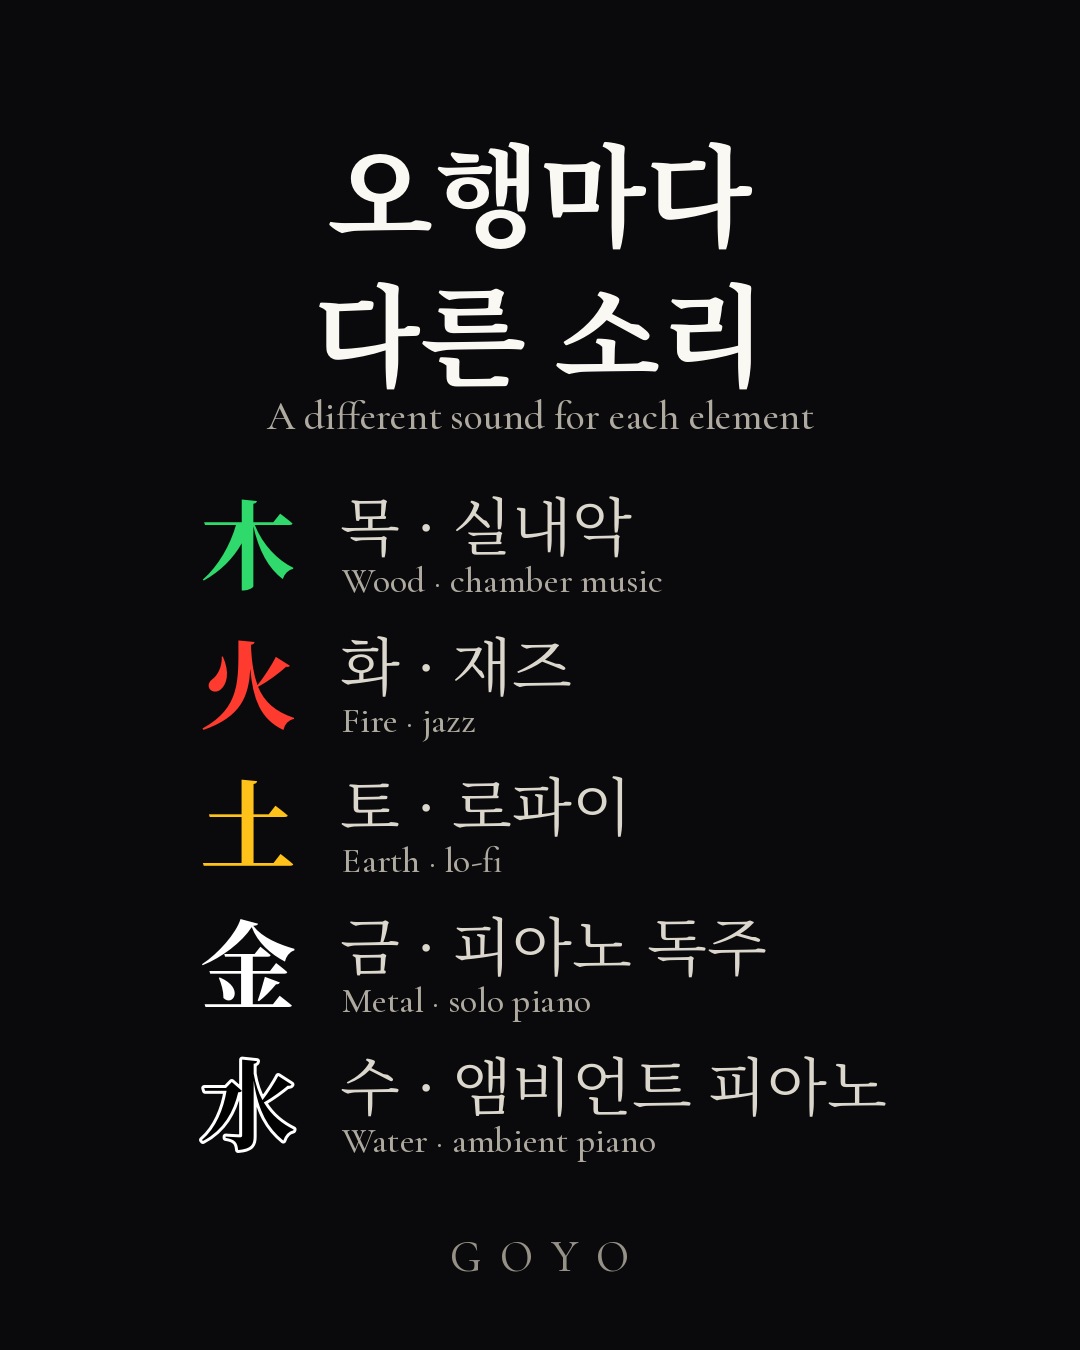 오행마다
다른 소리
A different sound for each element
木 목 · 실내악
Wood · chamber music
火 화 · 재즈
Fire · jazz
土 토 · 로파이
Earth · lo-fi
金 금 · 피아노 독주
Metal · solo piano
水 수 · 앰비언트 피아노
Water · ambient piano
GOYO